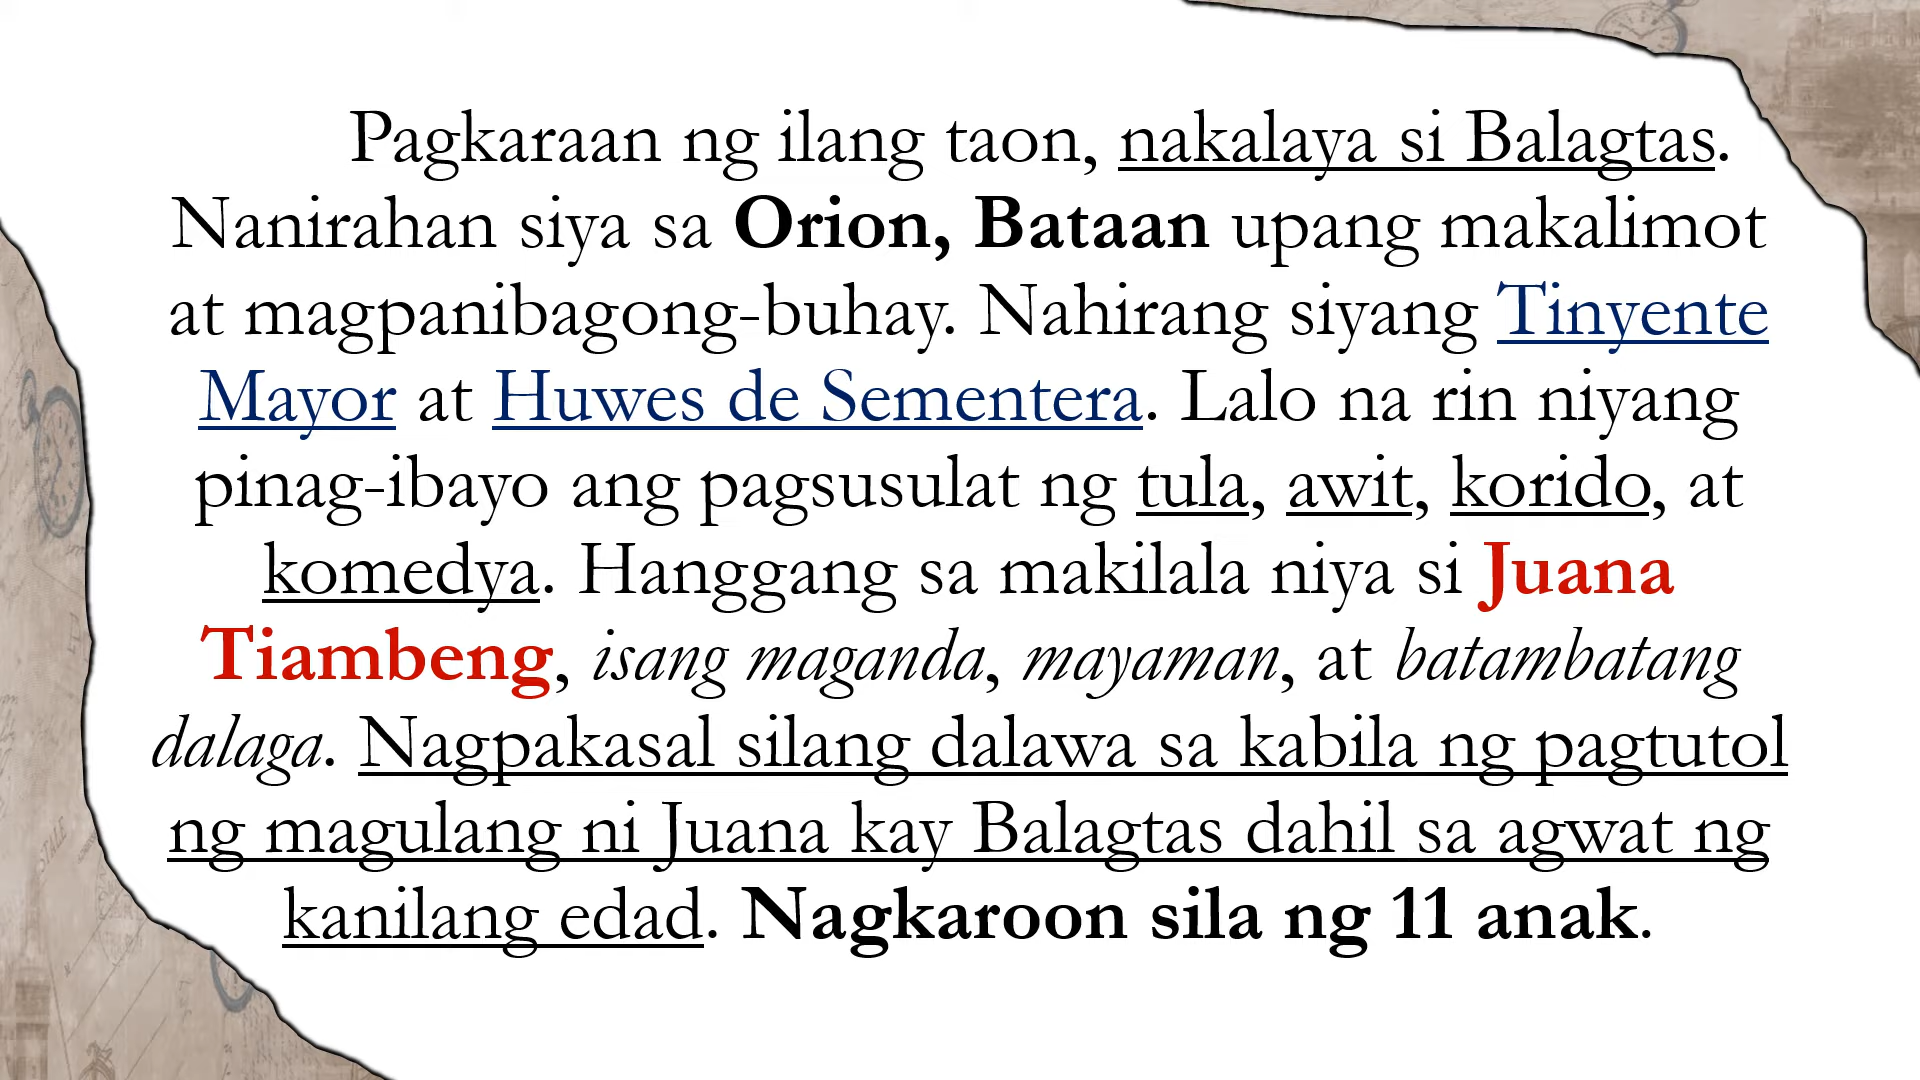 Pagkaraan ng ilang taon, nakalaya si Balagtas.
Nanirahan siya sa Orion, Bataan upang makalimot
at magpanibagong-buhay. Nahirang siyang Tinyente
Mayor at Huwes de Sementera. Lalo na rin niyang
pinag-ibayo ang pagsusulat ng tula, awit, korido, at
komedya. Hanggang sa makilala niya si Juana
Tiambeng, isang maganda, mayaman, at batambatang
dalaga. Nagpakasal silang dalawa sa kabila ng pagtutol
ng magulang ni Juana kay Balagtas dahil sa agwat ng
kanilang edad. Nagkaroon sila ng 11 anak.